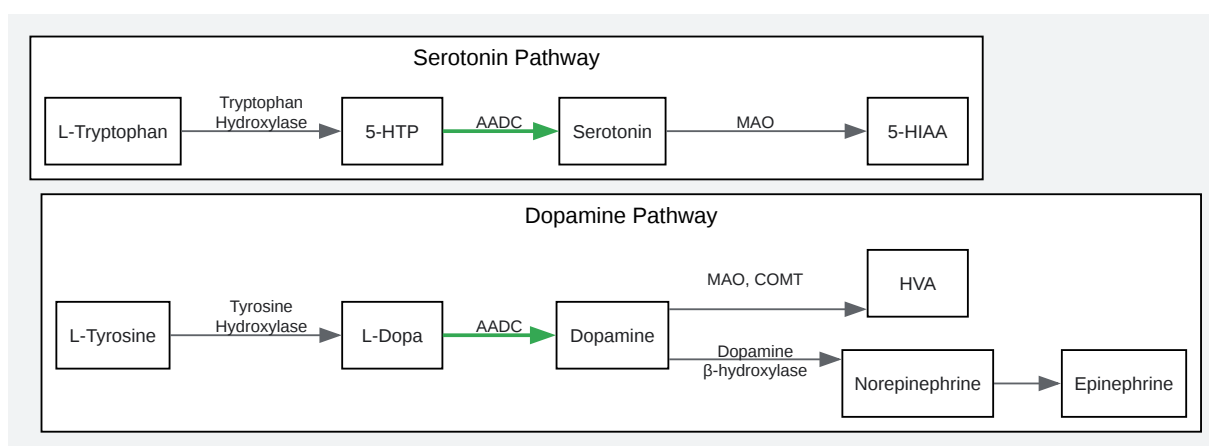 Serotonin Pathway
L-Tryptophan
Tryptophan
Hydroxylase
5-HTP
AADC
Serotonin
MAO
5-HIAA
Dopamine Pathway
L-Tyrosine
Tyrosine
Hydroxylase
L-Dopa
AADC
Dopamine
MAO, COMT
HVA
Dopamine
β-hydroxylase
Norepinephrine
Epinephrine